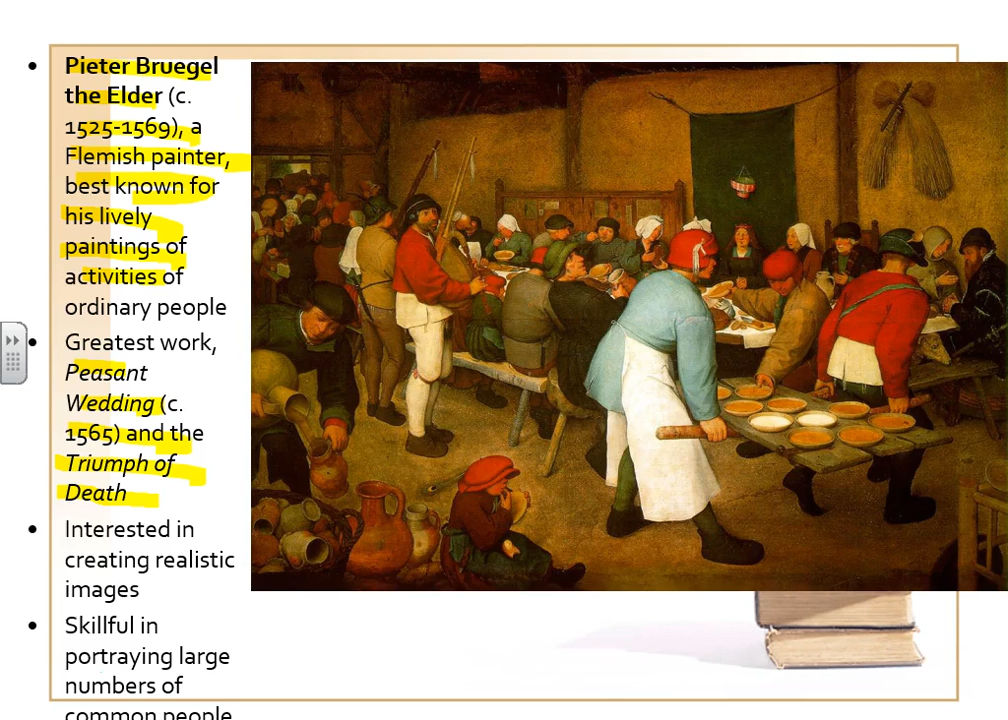 • Pieter Bruegel
the Elder (c.
1525-1569), a
Flemish painter,
best known for
his lively
paintings of
activities of
ordinary people
• Greatest work,
Peasant
Wedding (c.
1565) and the
Triumph of
Death
• Interested in
creating realistic
images
• Skillful in
portraying large
numbers of
common people